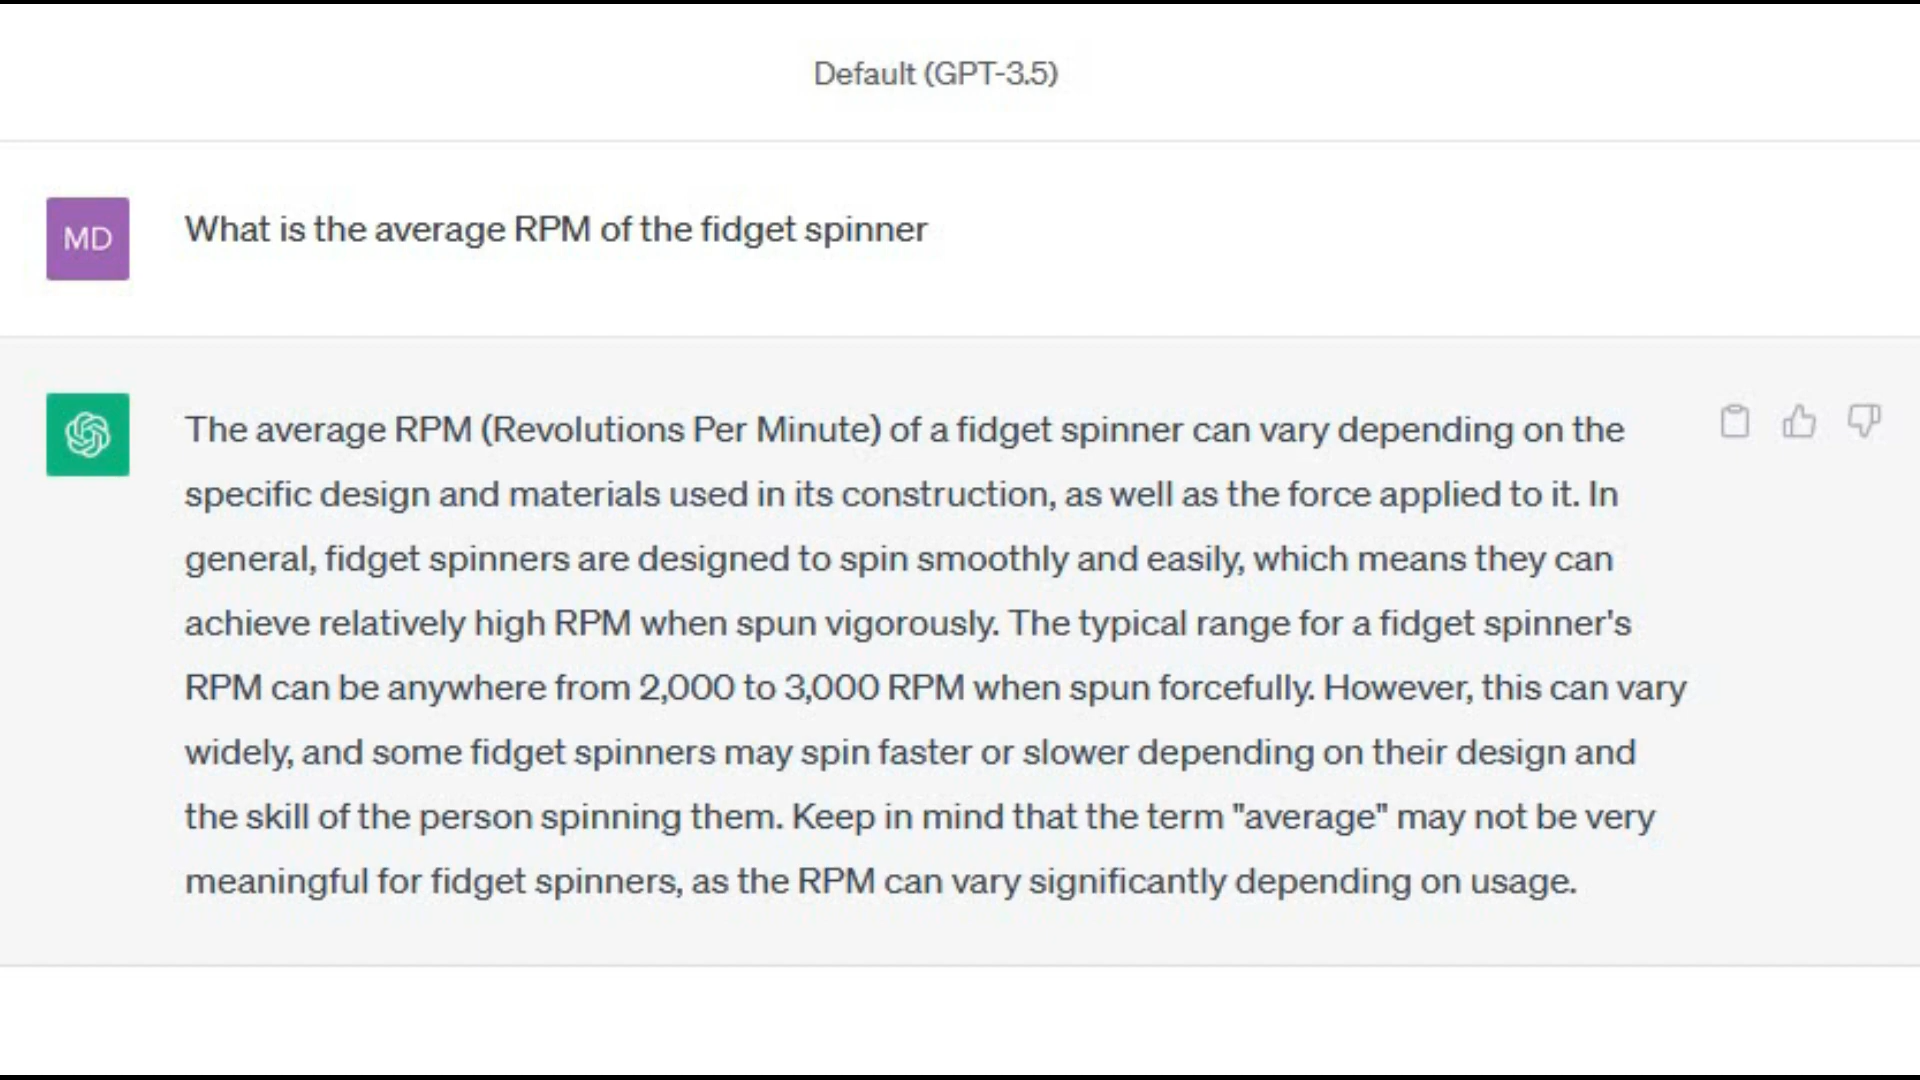 Default (GPT-3.5)
MD
What is the average RPM of the fidget spinner
The average RPM (Revolutions Per Minute) of a fidget spinner can vary depending on the
specific design and materials used in its construction, as well as the force applied to it. In
general, fidget spinners are designed to spin smoothly and easily, which means they can
achieve relatively high RPM when spun vigorously. The typical range for a fidget spinner's
RPM can be anywhere from 2,000 to 3,000 RPM when spun forcefully. However, this can vary
widely, and some fidget spinners may spin faster or slower depending on their design and
the skill of the person spinning them. Keep in mind that the term "average" may not be very
meaningful for fidget spinners, as the RPM can vary significantly depending on usage.